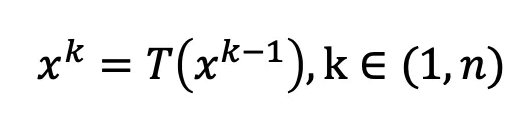 x^k = T(x^{k-1}), k ∈ (1, n)